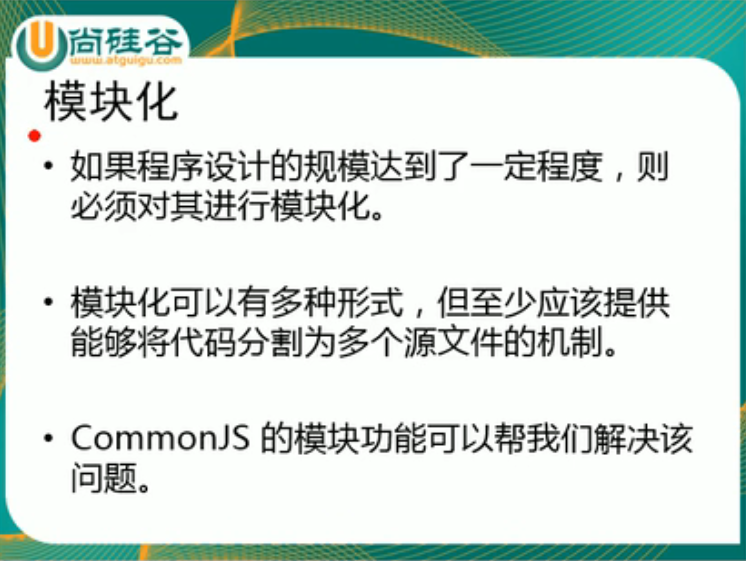 尚硅谷
www.atguigu.com
模块化
• 如果程序设计的规模达到了一定程度，则
必须对其进行模块化。
• 模块化可以有多种形式，但至少应该提供
能够将代码分割为多个源文件的机制。
• CommonJS 的模块功能可以帮我们解决该
问题。